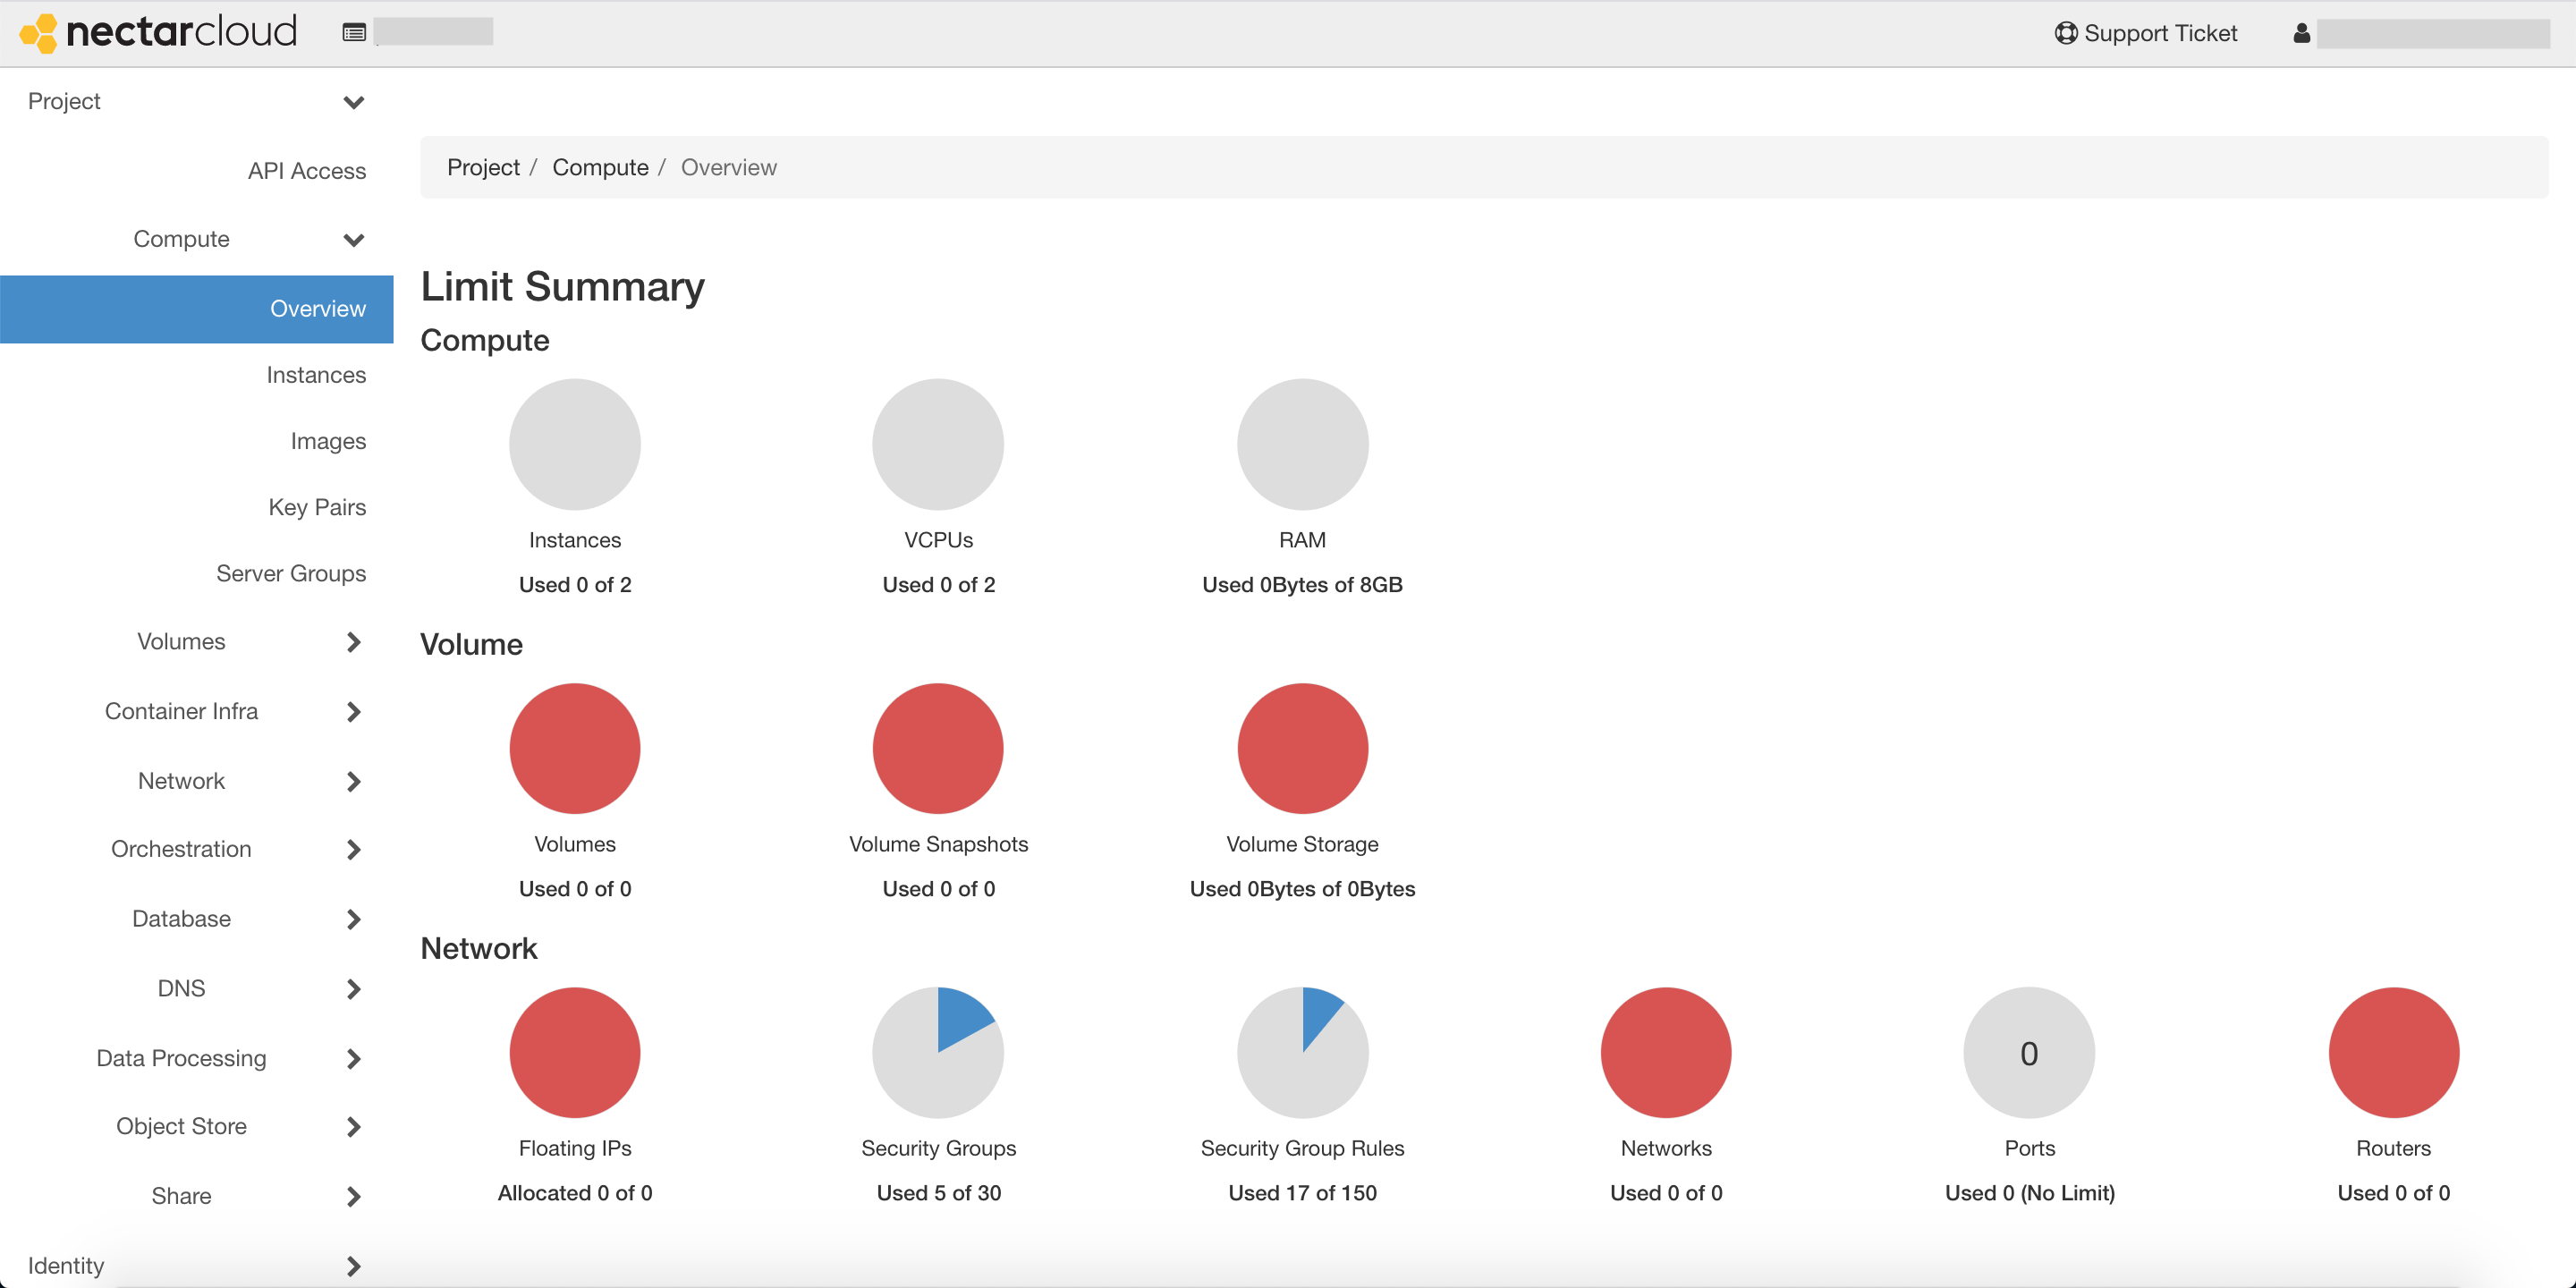 nectarcloud
Support Ticket
Project
API Access
Compute
Overview
Instances
Images
Key Pairs
Server Groups
Volumes
Container Infra
Network
Orchestration
Database
DNS
Data Processing
Object Store
Share
Identity
Project / Compute / Overview
Limit Summary
Compute
Instances VCPUs RAM
Used 0 of 2 Used 0 of 2 Used 0Bytes of 8GB
Volume
Volumes Volume Snapshots Volume Storage
Used 0 of 0 Used 0 of 0 Used 0Bytes of 0Bytes
Network
0
Floating IPs Security Groups Security Group Rules Networks Ports Routers
Allocated 0 of 0 Used 5 of 30 Used 17 of 150 Used 0 of 0 Used 0 (No Limit) Used 0 of 0